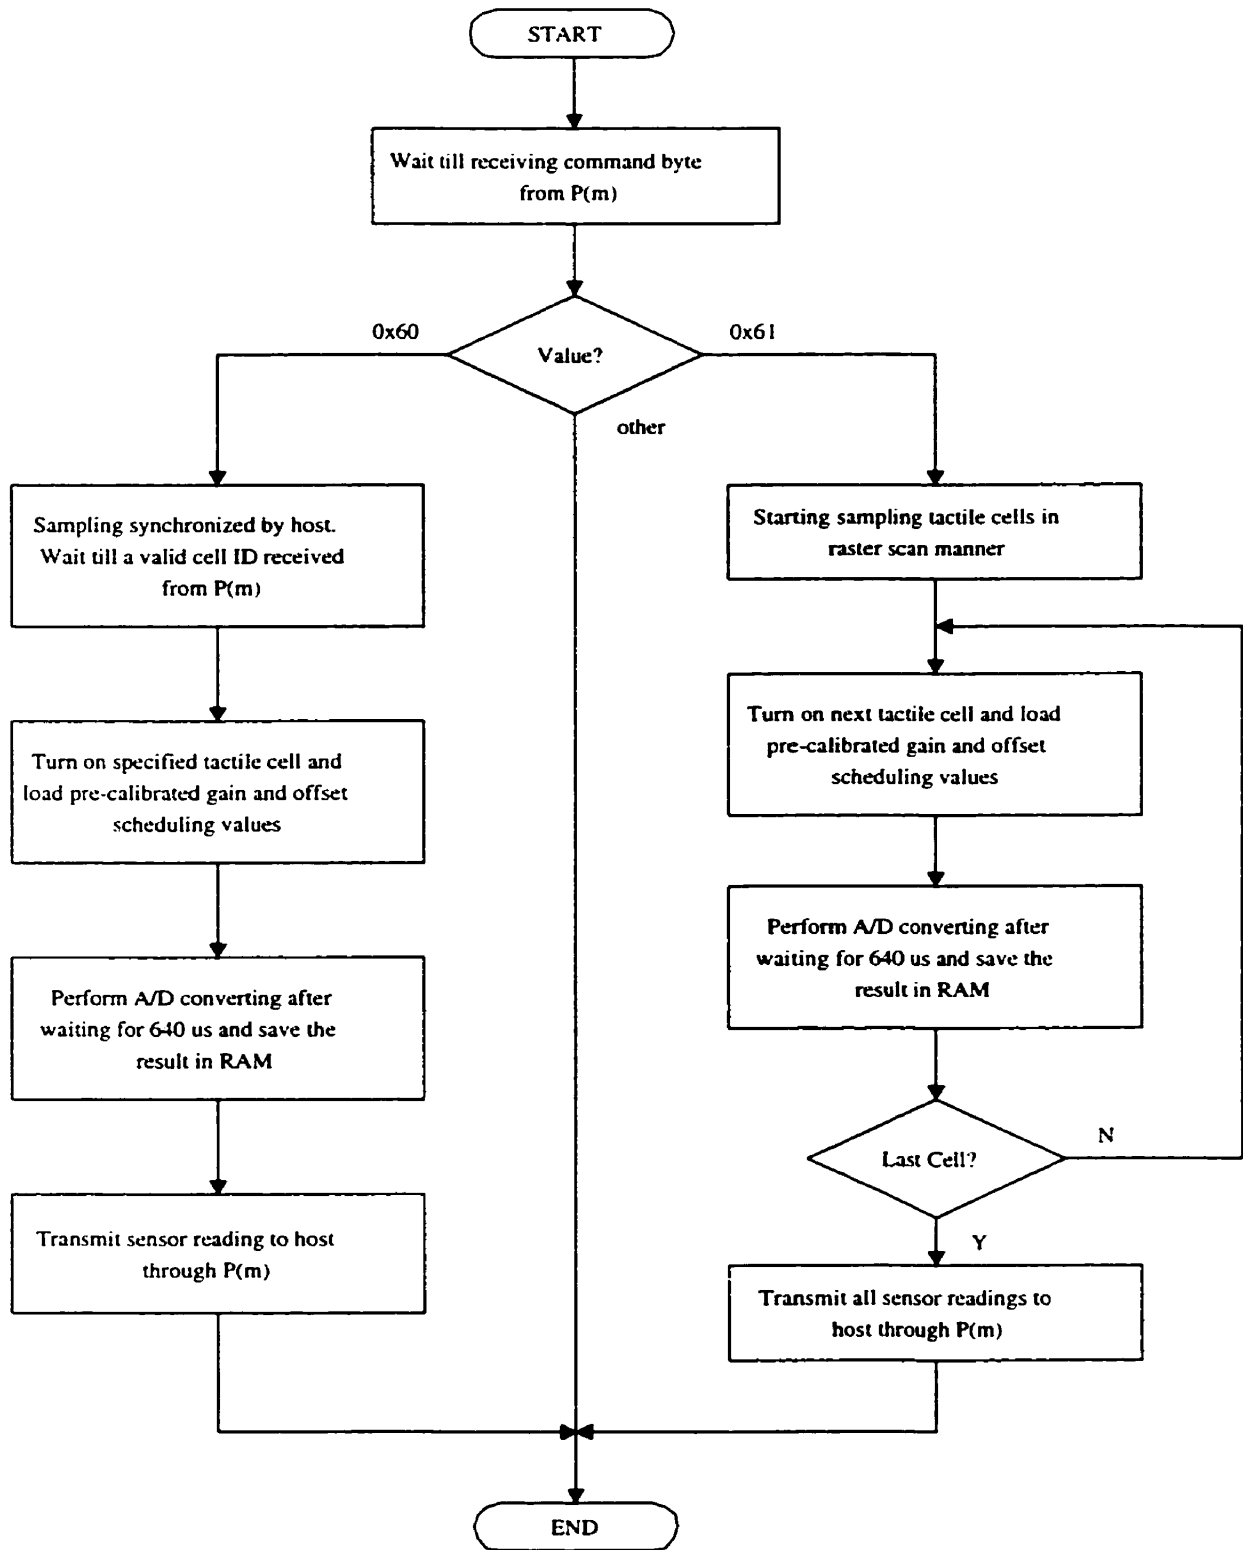 START
Wait till receiving command byte
from P(m)
0x60
Value?
0x61
other
Sampling synchronized by host.
Wait till a valid cell ID received
from P(m)
Turn on specified tactile cell and
load pre-calibrated gain and offset
scheduling values
Perform A/D converting after
waiting for 640 us and save the
result in RAM
Transmit sensor reading to host
through P(m)
Starting sampling tactile cells in
raster scan manner
Turn on next tactile cell and load
pre-calibrated gain and offset
scheduling values
Perform A/D converting after
waiting for 640 us and save the
result in RAM
Last Cell?
N
Y
Transmit all sensor readings to
host through P(m)
END